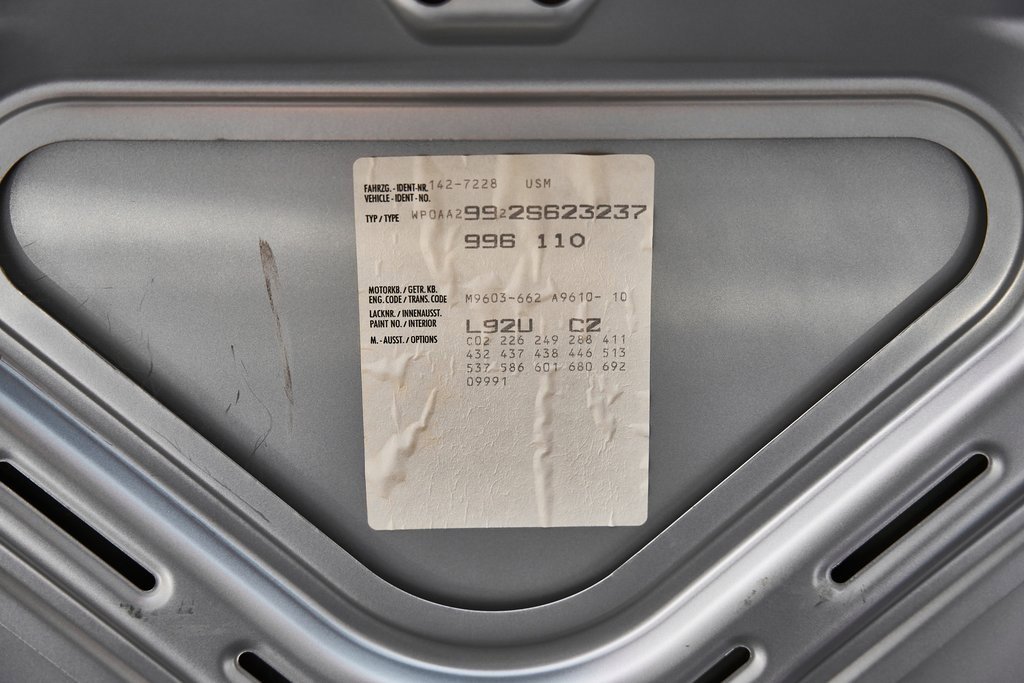 FAHRZG. - IDENT-NR. 142-7228 USM
VEHICLE - IDENT - NO.
TYP / TYPE WP0AA29922S623237
996 110
MOTORKB. / GETR. KB.
ENG. CODE / TRANS. CODE M9603-662 A9610- 10
LACKNR. / INNENAUSST.
PAINT NO. / INTERIOR L92U CZ
M. - AUSST. / OPTIONS C02 226 249 288 411
432 437 438 446 513
537 586 601 680 692
09991